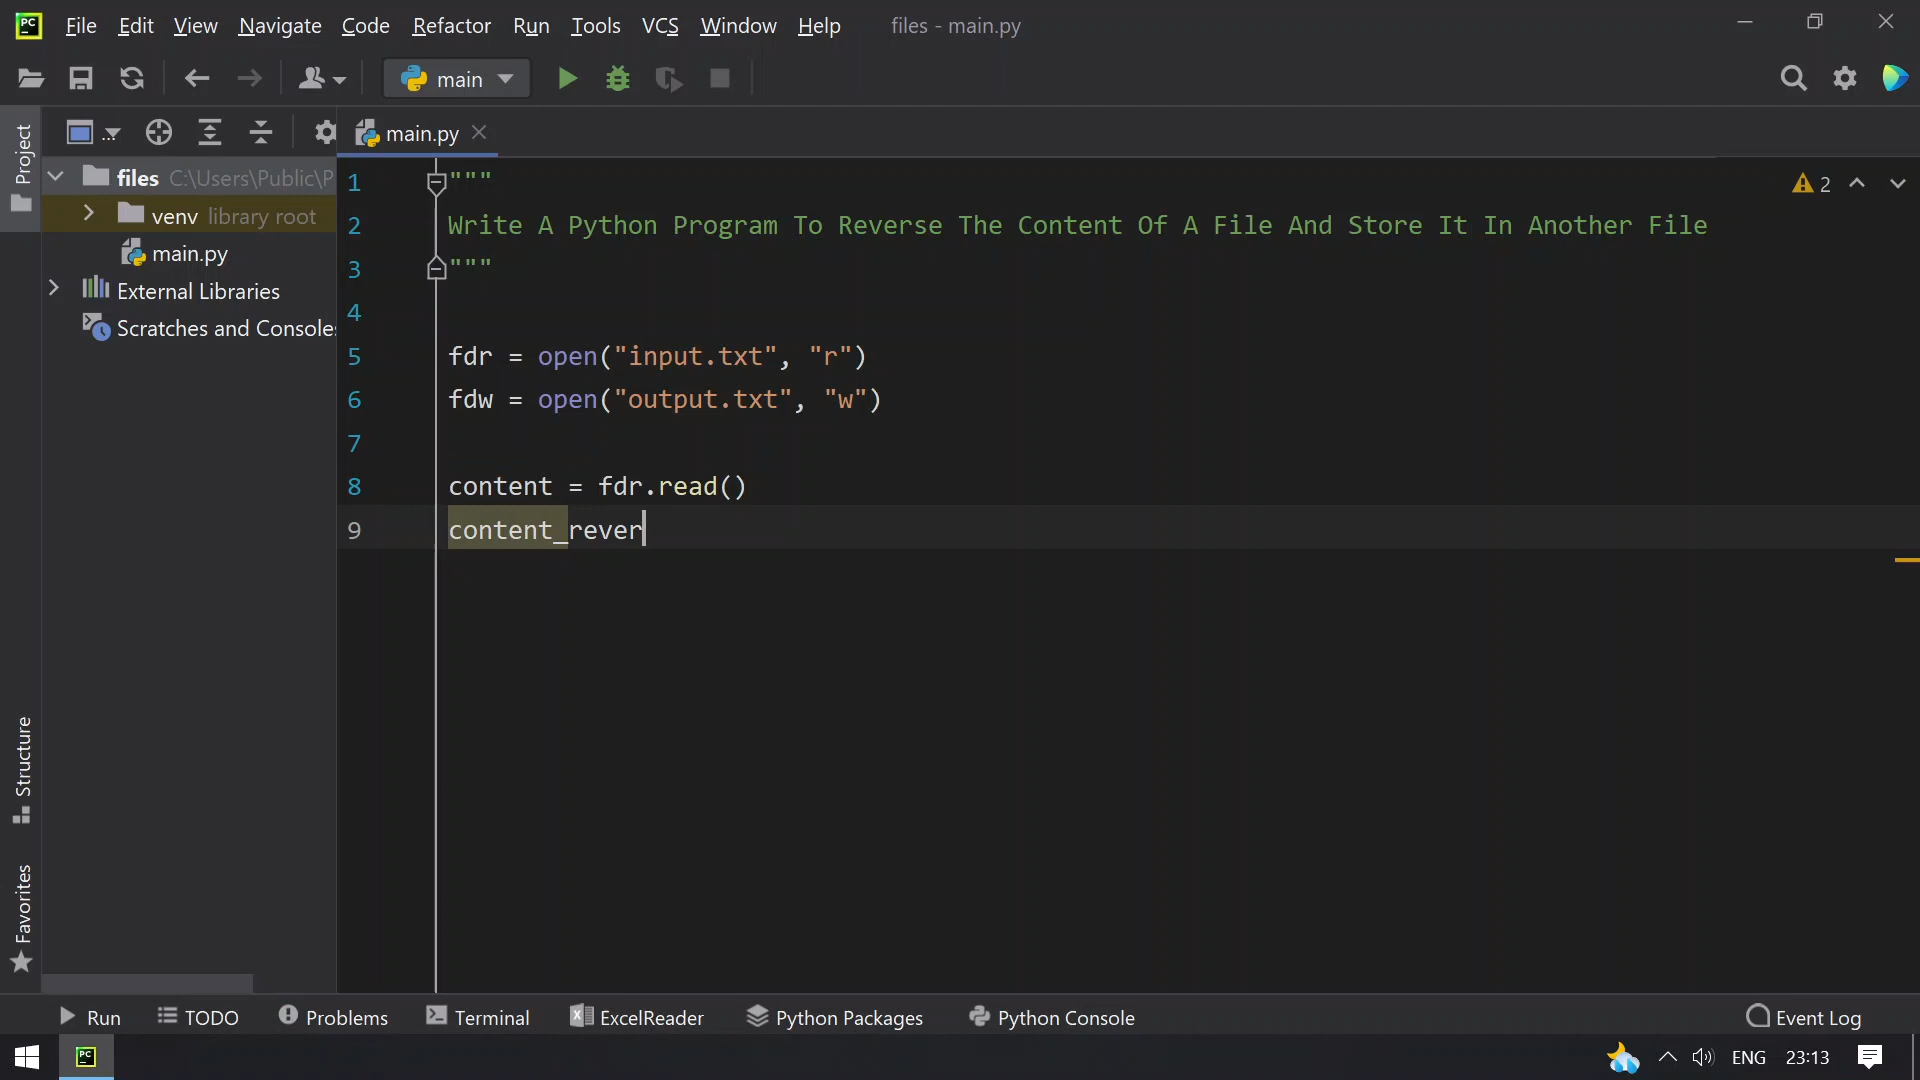 PC File Edit View Navigate Code Refactor Run Tools VCS Window Help files - main.py
main
Project
...
main.py
files C:\Users\Public\P
venv library root
main.py
External Libraries
Scratches and Consoles
1 """
2 Write A Python Program To Reverse The Content Of A File And Store It In Another File
3 """
4
5 fdr = open("input.txt", "r")
6 fdw = open("output.txt", "w")
7
8 content = fdr.read()
9 content_rever
2
Structure
Favorites
Run TODO Problems Terminal ExcelReader Python Packages Python Console Event Log
PC ENG 23:13